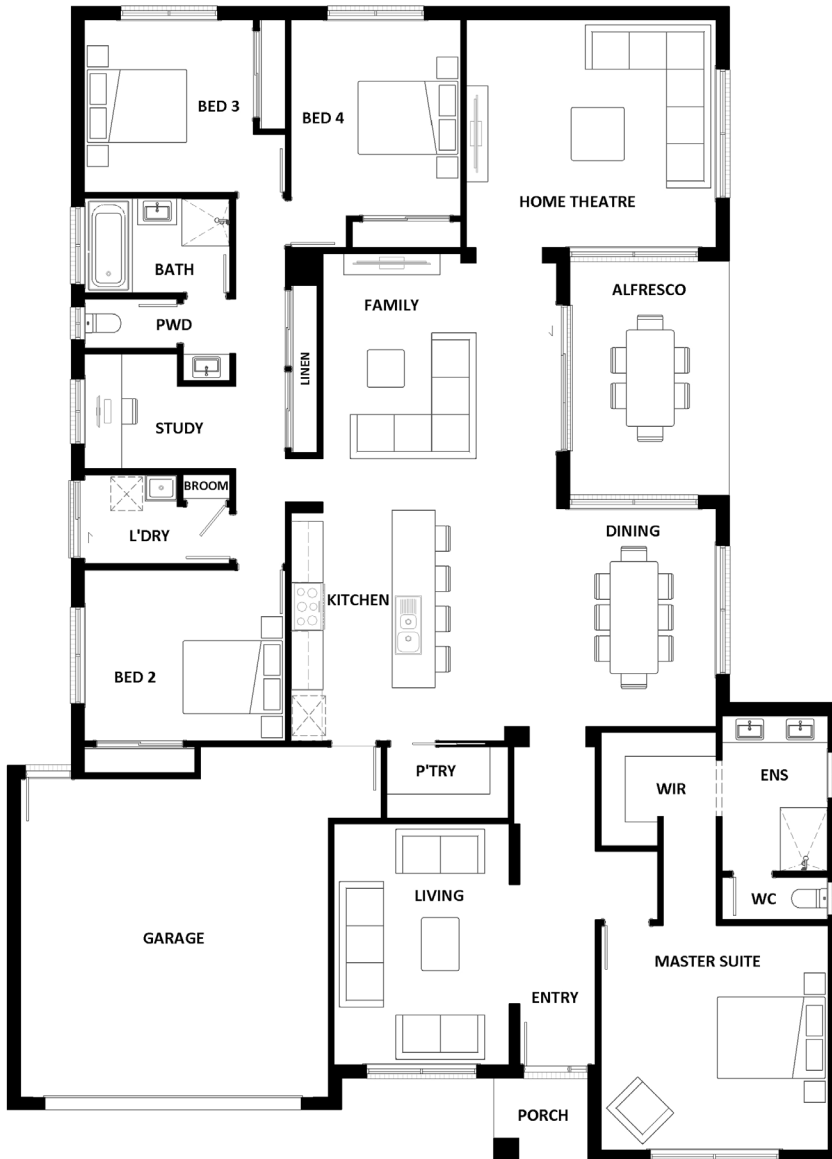 BED 3
BED 4
HOME THEATRE
BATH
ALFRESCO
FAMILY
PWD
LINEN
STUDY
BROOM
L'DRY
DINING
KITCHEN
BED 2
P'TRY
WIR
ENS
LIVING
WC
GARAGE
MASTER SUITE
ENTRY
PORCH